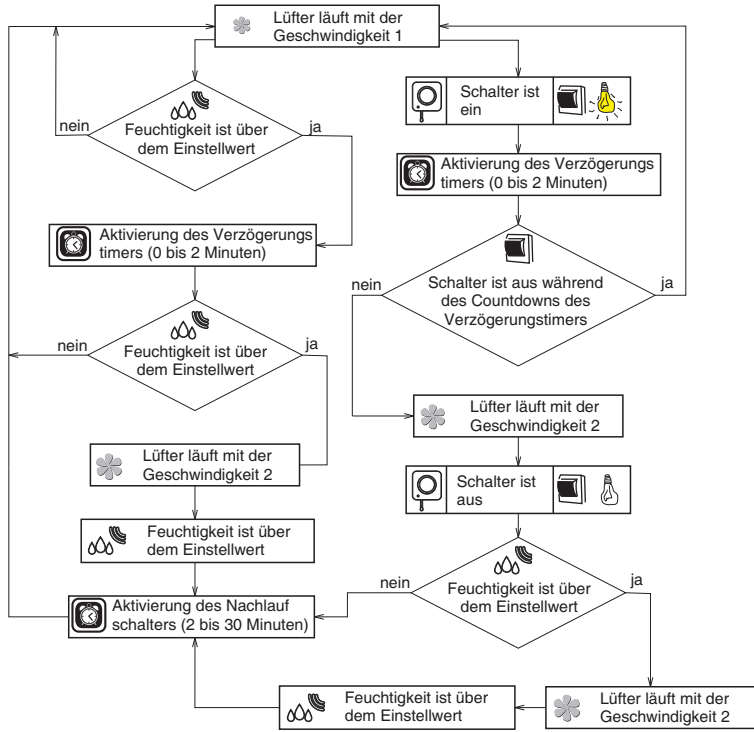 Lüfter läuft mit der
Geschwindigkeit 1
nein
Feuchtigkeit ist über
dem Einstellwert
ja
Schalter ist
ein
Aktivierung des Verzögerungs
timers (0 bis 2 Minuten)
Aktivierung des Verzögerungs
timers (0 bis 2 Minuten)
nein
Schalter ist aus während
des Countdowns des
Verzögerungstimers
ja
nein
Feuchtigkeit ist über
dem Einstellwert
ja
Lüfter läuft mit der
Geschwindigkeit 2
Lüfter läuft mit der
Geschwindigkeit 2
Schalter ist
aus
Feuchtigkeit ist über
dem Einstellwert
nein
Feuchtigkeit ist über
dem Einstellwert
ja
Aktivierung des Nachlauf
schalters (2 bis 30 Minuten)
Feuchtigkeit ist über
dem Einstellwert
Lüfter läuft mit der
Geschwindigkeit 2